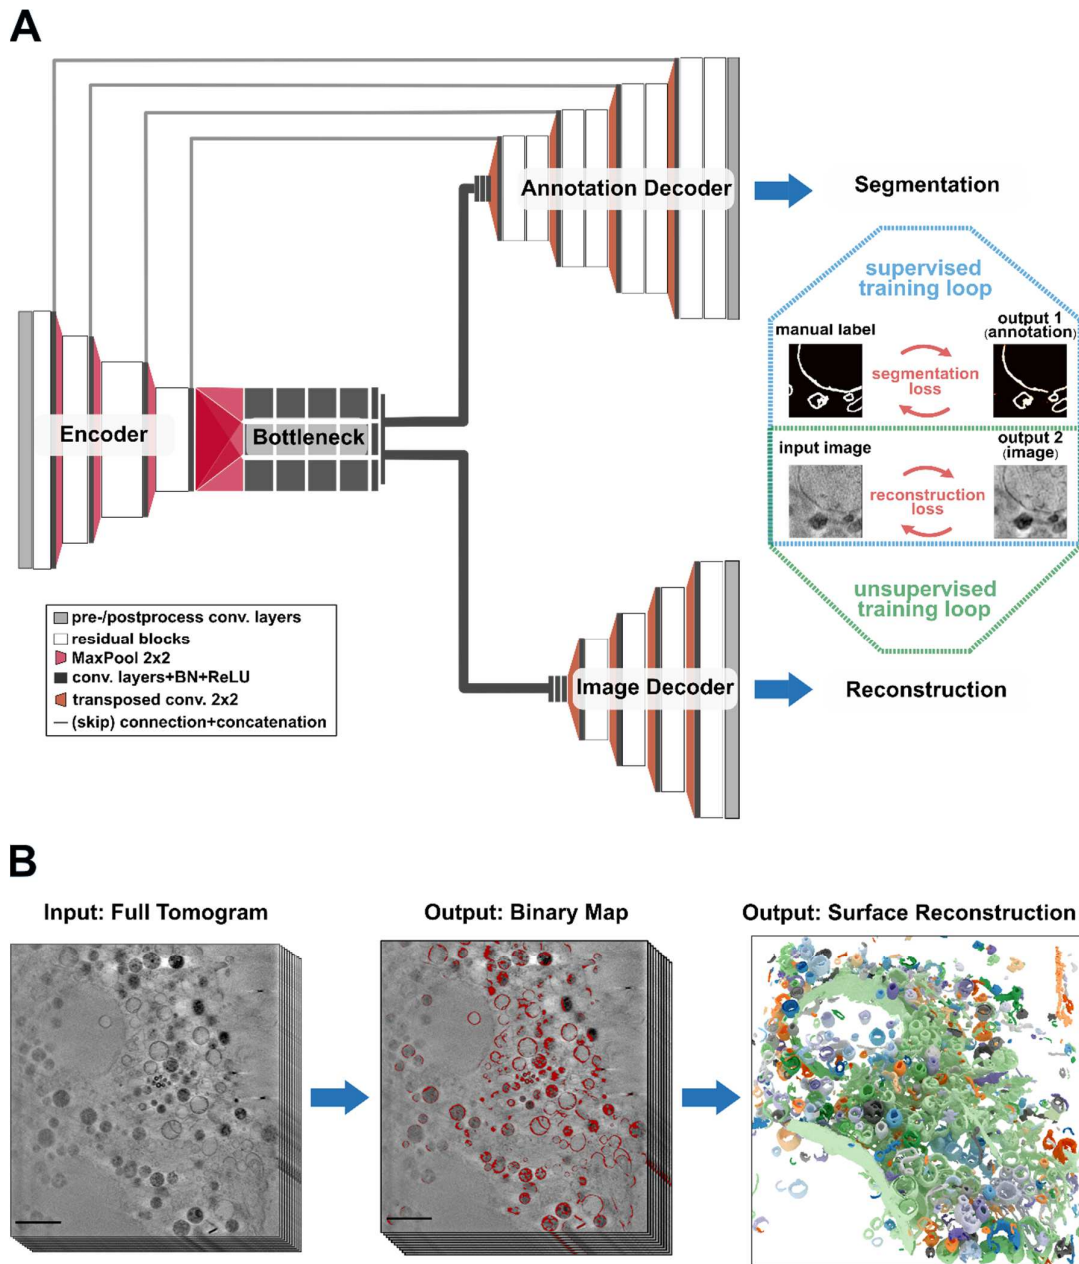 A
Annotation Decoder
Segmentation
supervised
training loop
manual label
output 1
(annotation)
segmentation
loss
Encoder
Bottleneck
input image
output 2
(image)
reconstruction
loss
unsupervised
training loop
pre-/postprocess conv. layers
residual blocks
MaxPool 2x2
conv. layers+BN+ReLU
transposed conv. 2x2
(skip) connection+concatenation
Image Decoder
Reconstruction
B
Input: Full Tomogram
Output: Binary Map
Output: Surface Reconstruction